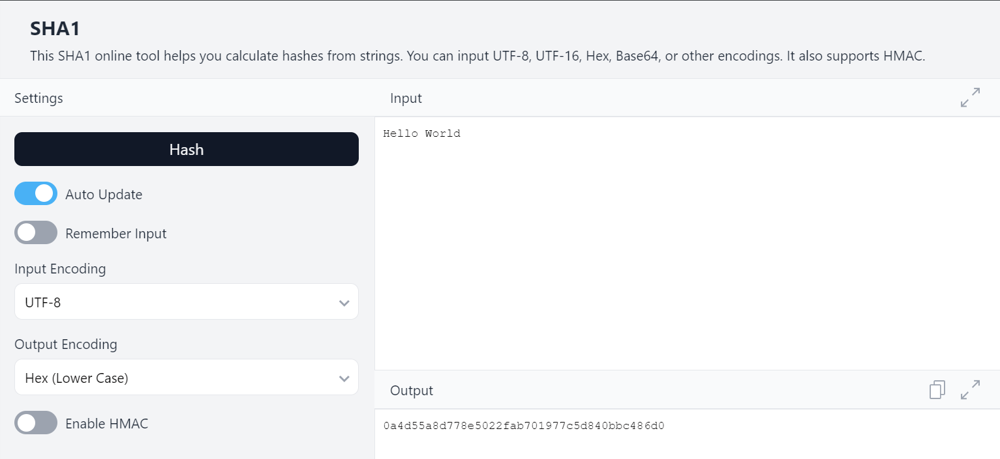 SHA1
This SHA1 online tool helps you calculate hashes from strings. You can input UTF-8, UTF-16, Hex, Base64, or other encodings. It also supports HMAC.
Settings
Hash
Auto Update
Remember Input
Input Encoding
UTF-8
Output Encoding
Hex (Lower Case)
Enable HMAC
Input
Hello World
Output
0a4d55a8d778e5022fab701977c5d840bbc486d0